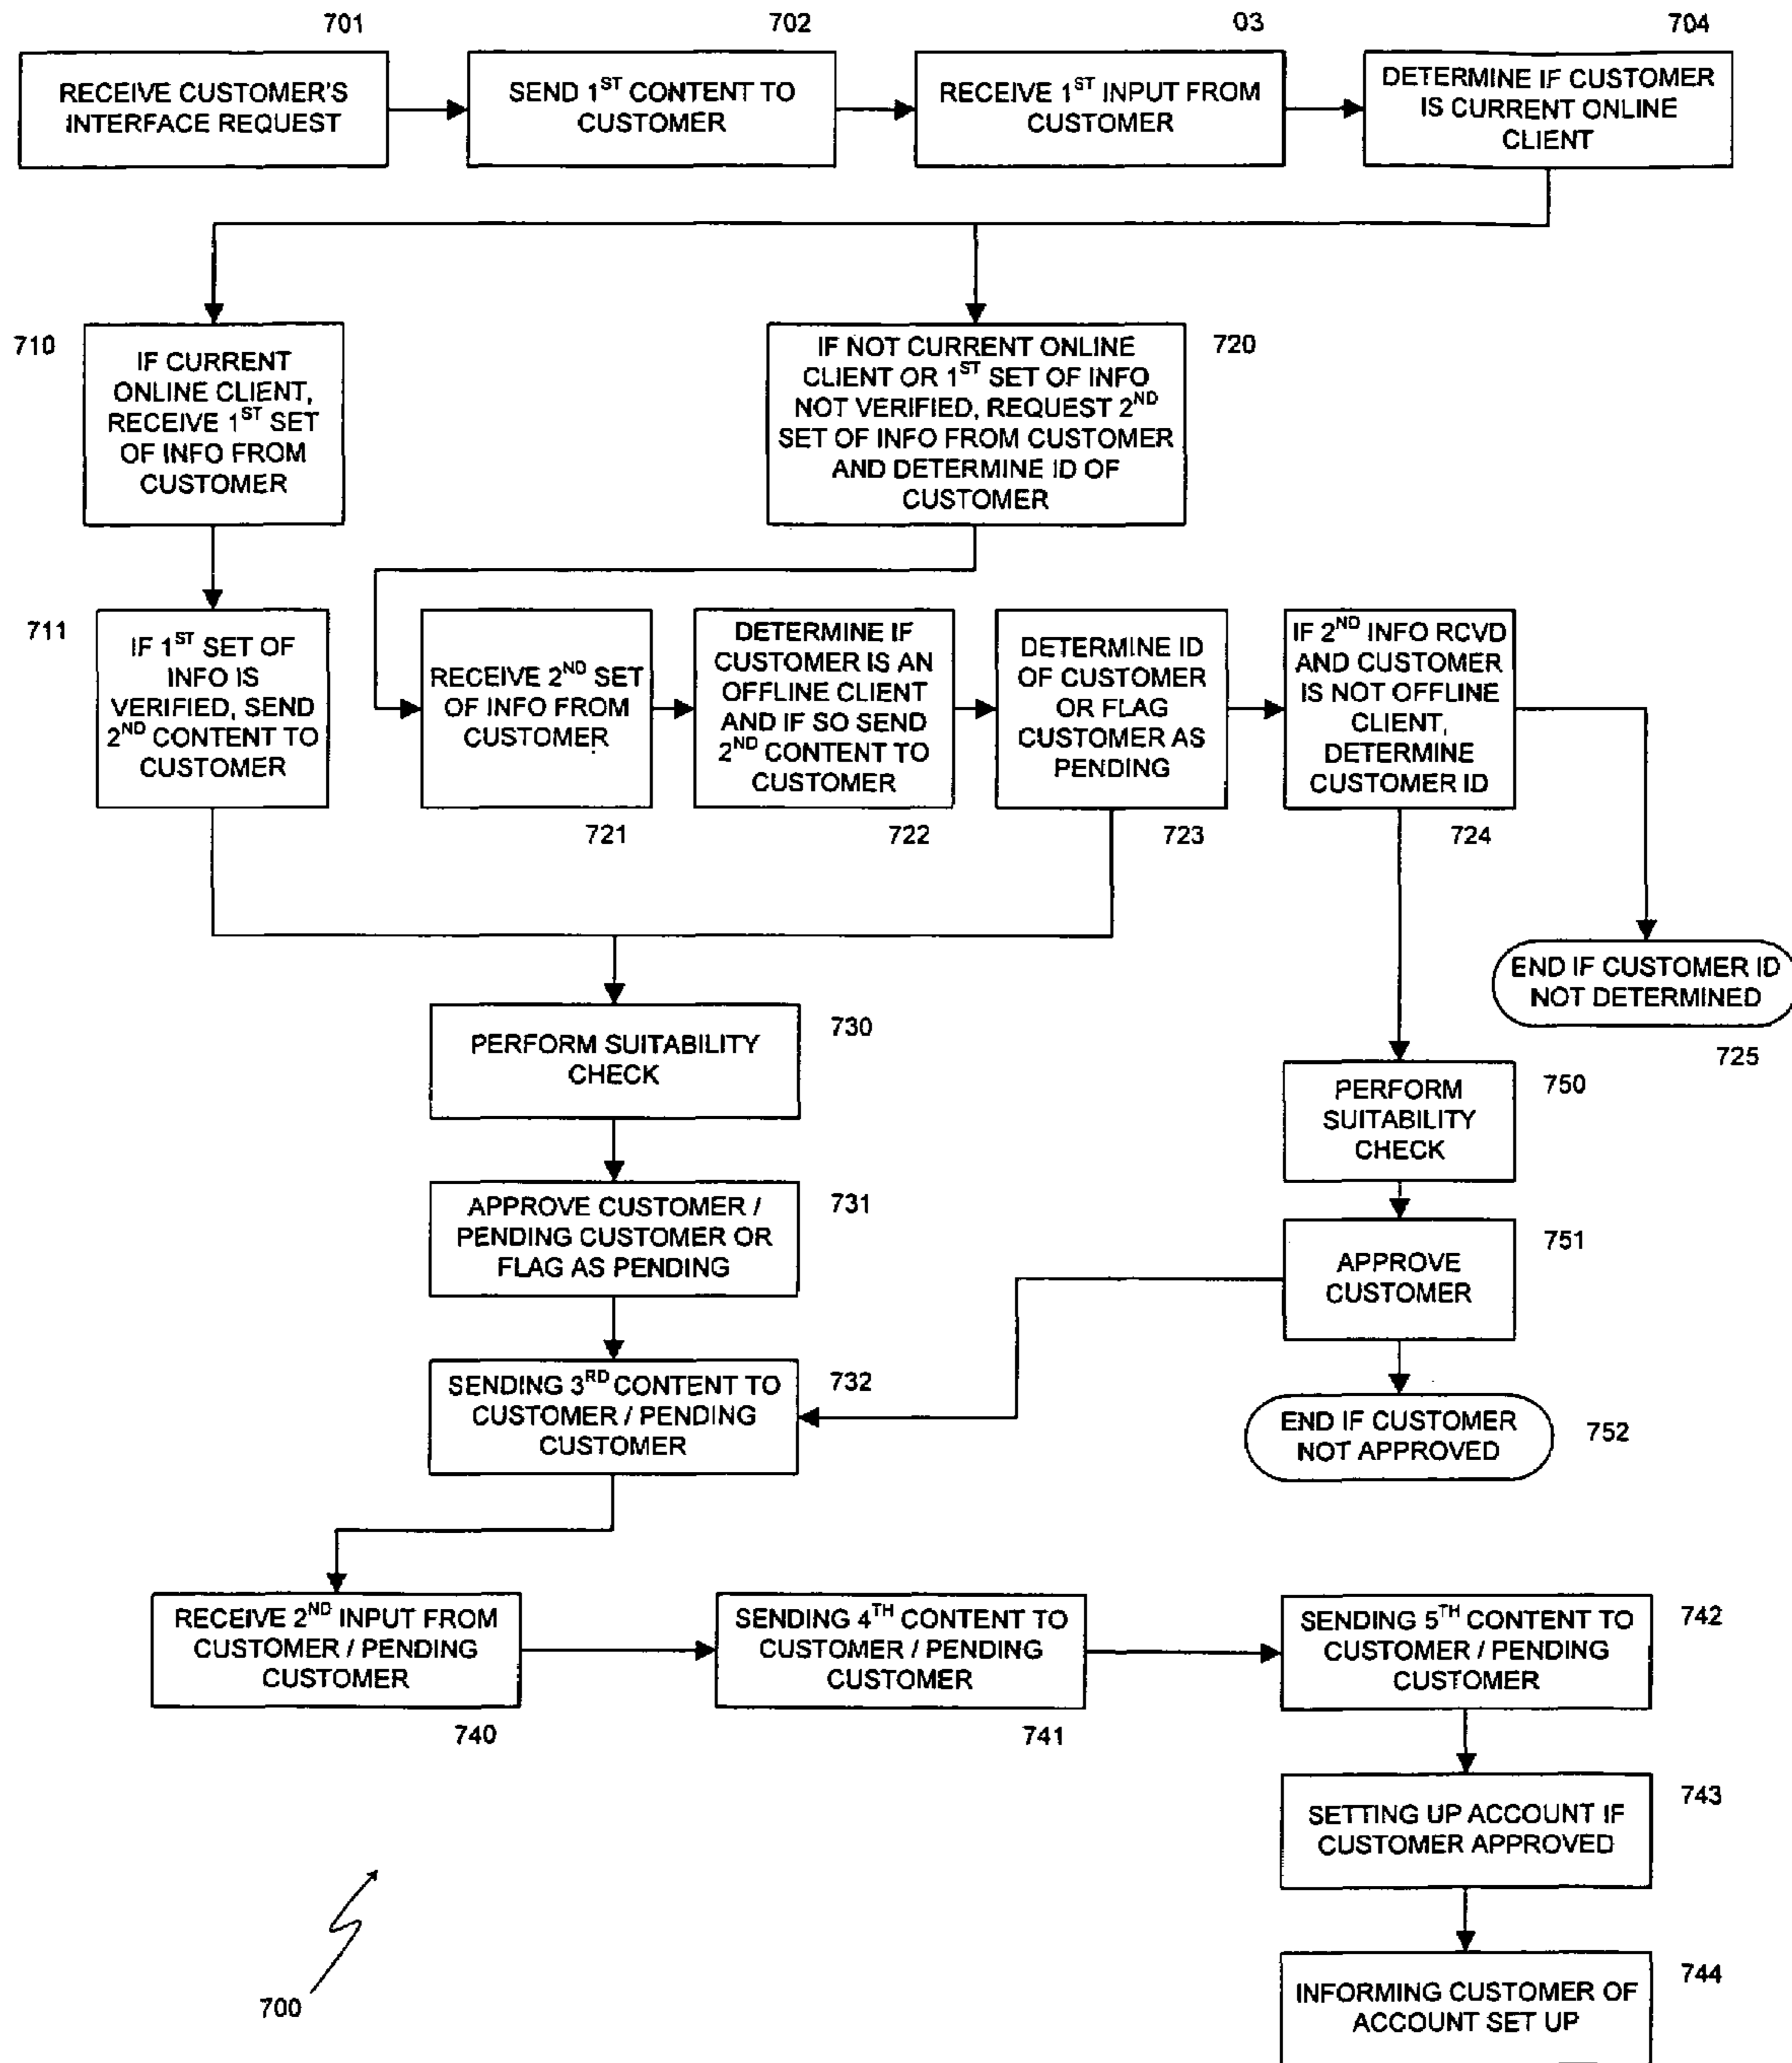 701
702
03
704
RECEIVE CUSTOMER'S
INTERFACE REQUEST
SEND 1ST CONTENT TO
CUSTOMER
RECEIVE 1ST INPUT FROM
CUSTOMER
DETERMINE IF CUSTOMER
IS CURRENT ONLINE
CLIENT
710
IF CURRENT
ONLINE CLIENT,
RECEIVE 1ST SET
OF INFO FROM
CUSTOMER
IF NOT CURRENT ONLINE
CLIENT OR 1ST SET OF INFO
NOT VERIFIED, REQUEST 2ND
SET OF INFO FROM CUSTOMER
AND DETERMINE ID OF
CUSTOMER
720
711
IF 1ST SET OF
INFO IS
VERIFIED, SEND
2ND CONTENT TO
CUSTOMER
RECEIVE 2ND SET
OF INFO FROM
CUSTOMER
721
DETERMINE IF
CUSTOMER IS AN
OFFLINE CLIENT
AND IF SO SEND
2ND CONTENT TO
CUSTOMER
722
DETERMINE ID
OF CUSTOMER
OR FLAG
CUSTOMER AS
PENDING
723
IF 2ND INFO RCVD
AND CUSTOMER
IS NOT OFFLINE
CLIENT,
DETERMINE
CUSTOMER ID
724
END IF CUSTOMER ID
NOT DETERMINED
725
PERFORM SUITABILITY
CHECK
730
PERFORM
SUITABILITY
CHECK
750
APPROVE CUSTOMER /
PENDING CUSTOMER OR
FLAG AS PENDING
731
APPROVE
CUSTOMER
751
SENDING 3RD CONTENT TO
CUSTOMER / PENDING
CUSTOMER
732
END IF CUSTOMER
NOT APPROVED
752
RECEIVE 2ND INPUT FROM
CUSTOMER / PENDING
CUSTOMER
740
SENDING 4TH CONTENT TO
CUSTOMER / PENDING
CUSTOMER
741
SENDING 5TH CONTENT TO
CUSTOMER / PENDING
CUSTOMER
742
SETTING UP ACCOUNT IF
CUSTOMER APPROVED
743
INFORMING CUSTOMER OF
ACCOUNT SET UP
744
700